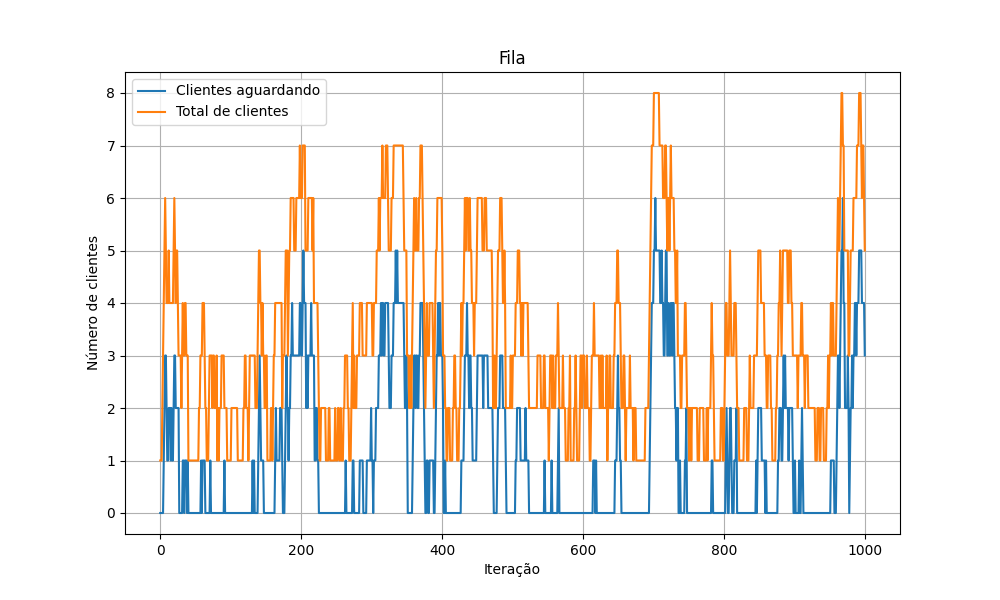 Fila
Clientes aguardando
Total de clientes
Número de clientes
8
7
6
5
4
3
2
1
0
0 200 400 600 800 1000
Iteração